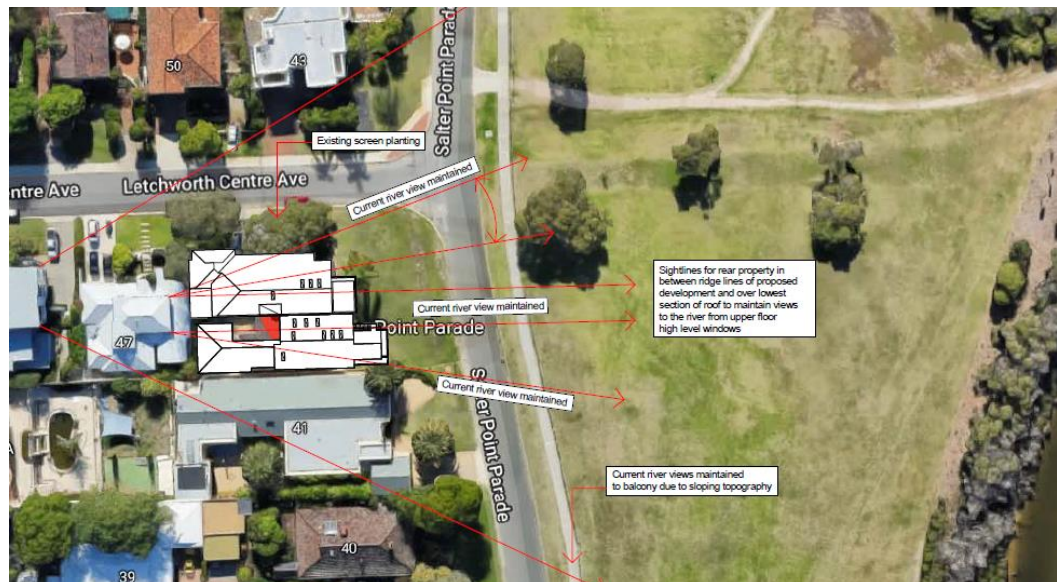 50
43
Salter Point Parad
Existing screen planting
entre Ave
Letchworth Centre Ave
Current river view maintained
Sightlines for rear property in
between ridge lines of proposed
development and over lowest
section of roof to maintain views
to the river from upper floor
high level windows
Current river view maintained
Point Parade
47
Current river view maintained
41
Salter Point Parade
Current river views maintained
to balcony due to sloping topography
40
39